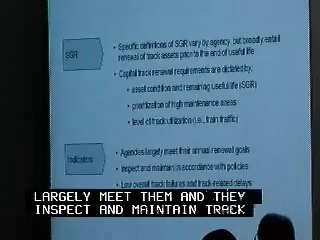 SGR
• Specific definitions of SGR vary by agency, but broadly entail
renewal of track assets prior to the end of useful life
• Capital track renewal requirements are dictated by:
• asset condition and remaining useful life (SGR)
• prioritization of high maintenance areas
• level of track utilization (i.e., train traffic)
Indicators
• Agencies largely meet their annual renewal goals
• Inspect and maintain in accordance with policies
• Low overall track failures and track-related delays
LARGELY MEET THEM AND THEY
INSPECT AND MAINTAIN TRACK